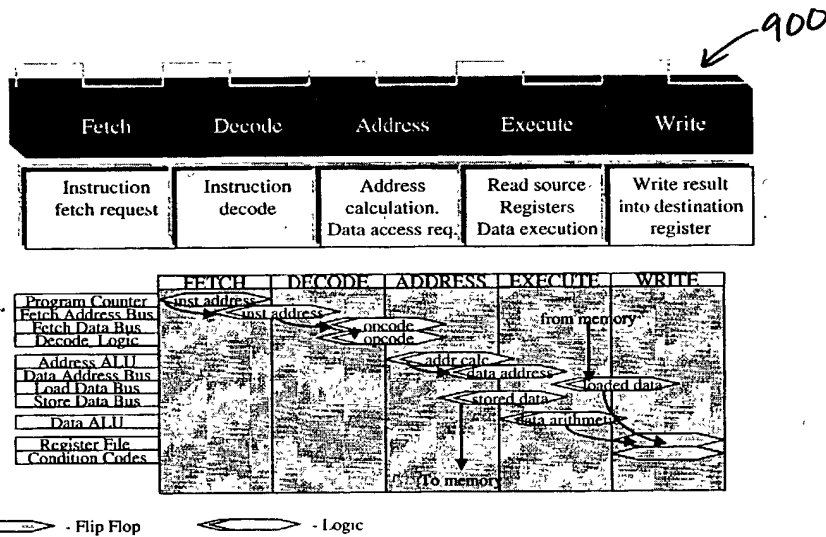 900
Fetch Decode Address Execute Write
Instruction fetch request
Instruction decode
Address calculation. Data access req.
Read source Registers Data execution
Write result into destination register
FETCH DECODE ADDRESS EXECUTE WRITE
Program Counter inst address
Fetch Address Bus inst address
Fetch Data Bus opcode
Decode, Logic opcode
from memory
Address ALU addr calc
Data Address Bus data address
Load Data Bus loaded data
Store Data Bus stored data
Data ALU data arithmetic
Register File
Condition Codes
To memory
- Flip Flop - Logic